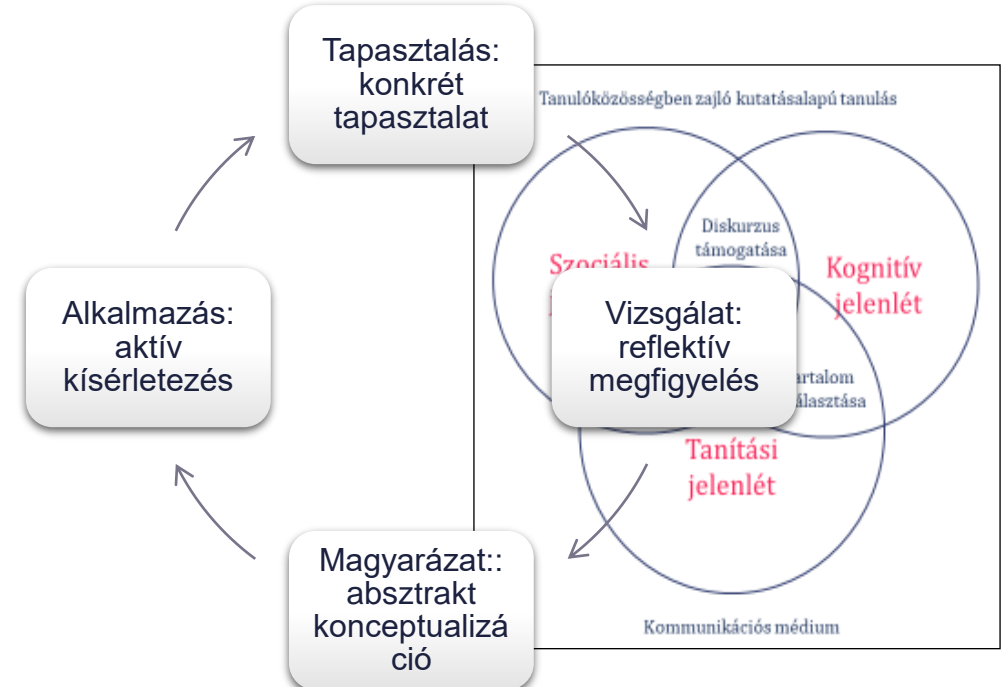 Tapasztalás:
konkrét
tapasztalat
Tanulóközösségben zajló kutatásalapú tanulás
Diskurzus
támogatása
Szociális
Kognitív
jelenlét
Alkalmazás:
aktív
kísérletezés
Vizsgálat:
reflektív
megfigyelés
Tanítási
jelenlét
Magyarázat::
absztrakt
konceptualizá
ció
Kommunikációs médium